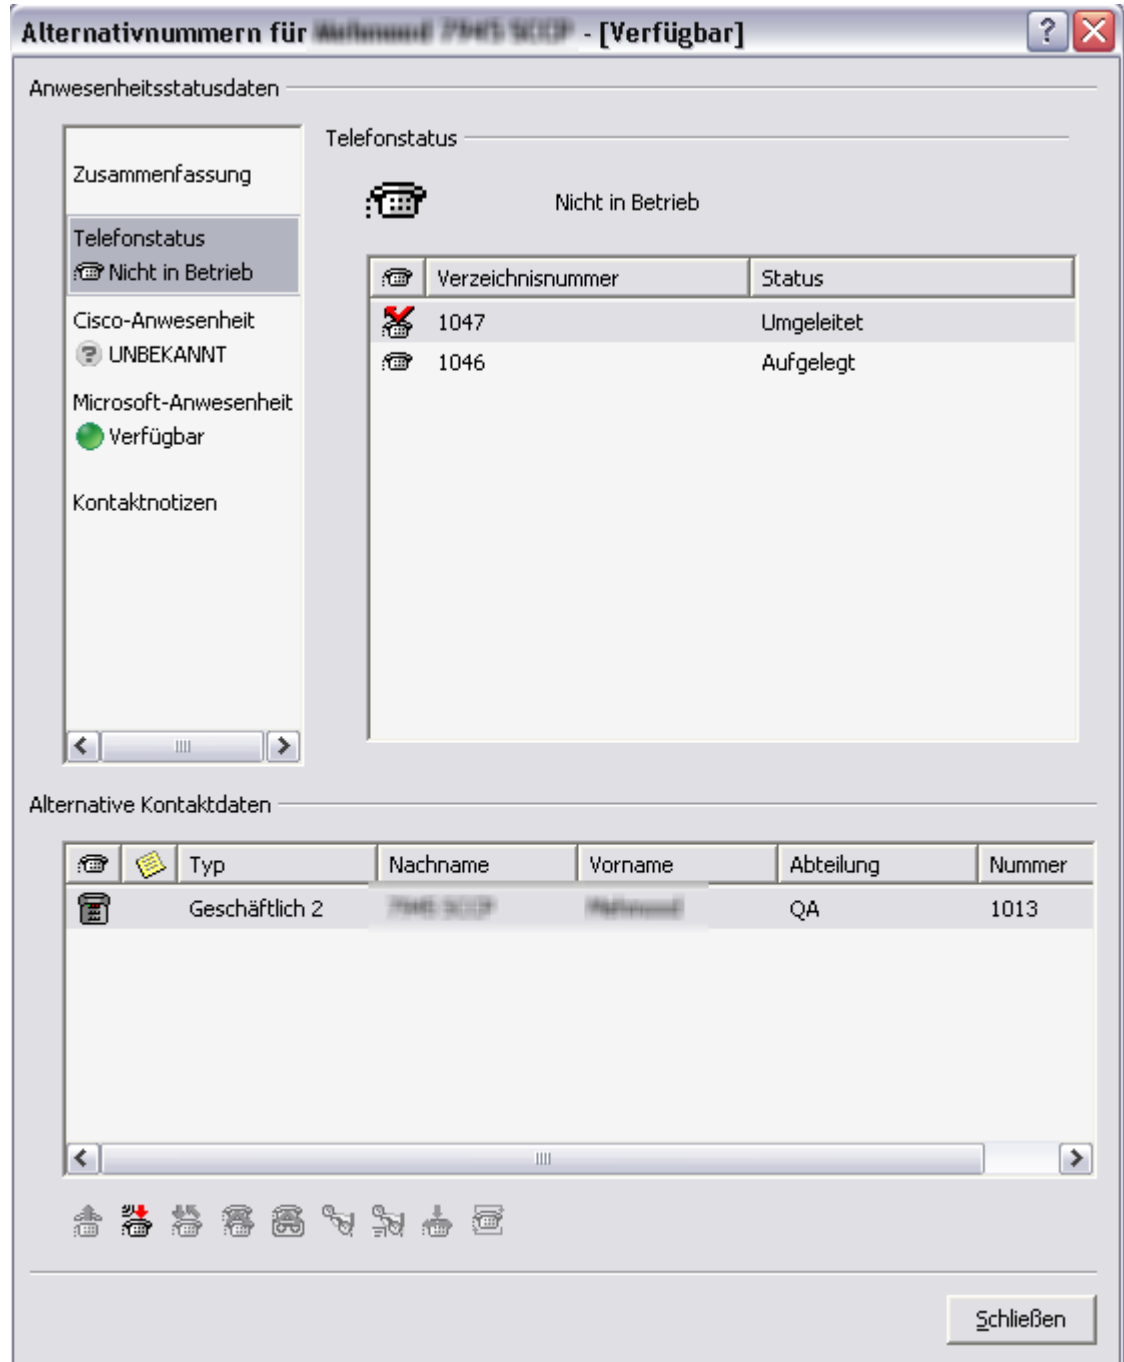 Alternativnummern für - [Verfügbar]
Anwesenheitsstatusdaten
Zusammenfassung
Telefonstatus
Nicht in Betrieb
Cisco-Anwesenheit
UNBEKANNT
Microsoft-Anwesenheit
Verfügbar
Kontaktnotizen
Telefonstatus
Nicht in Betrieb
Verzeichnisnummer Status
1047 Umgeleitet
1046 Aufgelegt
Alternative Kontaktdaten
Typ Nachname Vorname Abteilung Nummer
Geschäftlich 2 QA 1013
Schließen